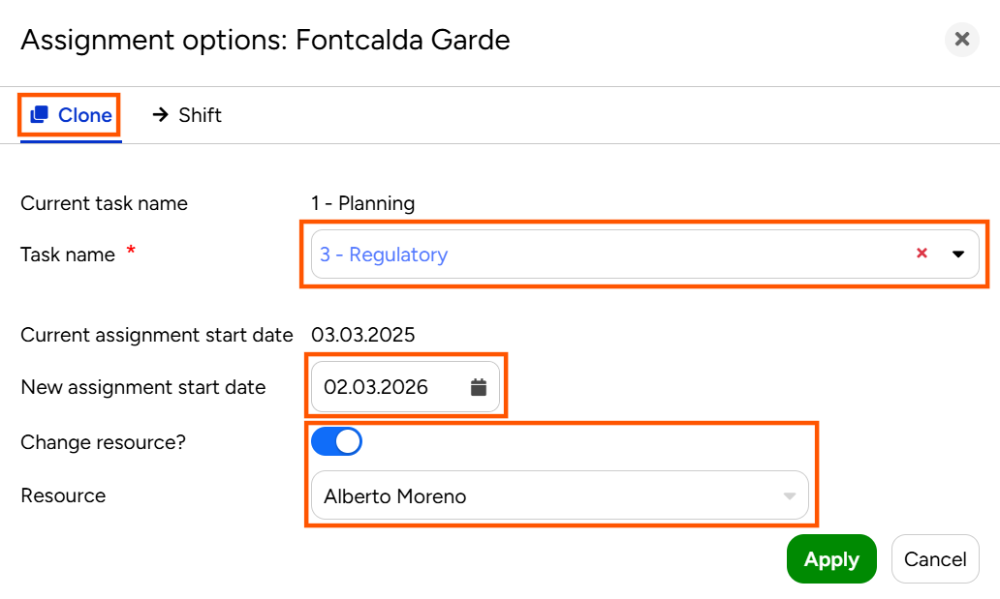 Assignment options: Fontcalda Garde
Clone
Shift
Current task name 1 - Planning
Task name * 3 - Regulatory
Current assignment start date 03.03.2025
New assignment start date 02.03.2026
Change resource?
Resource Alberto Moreno
Apply Cancel